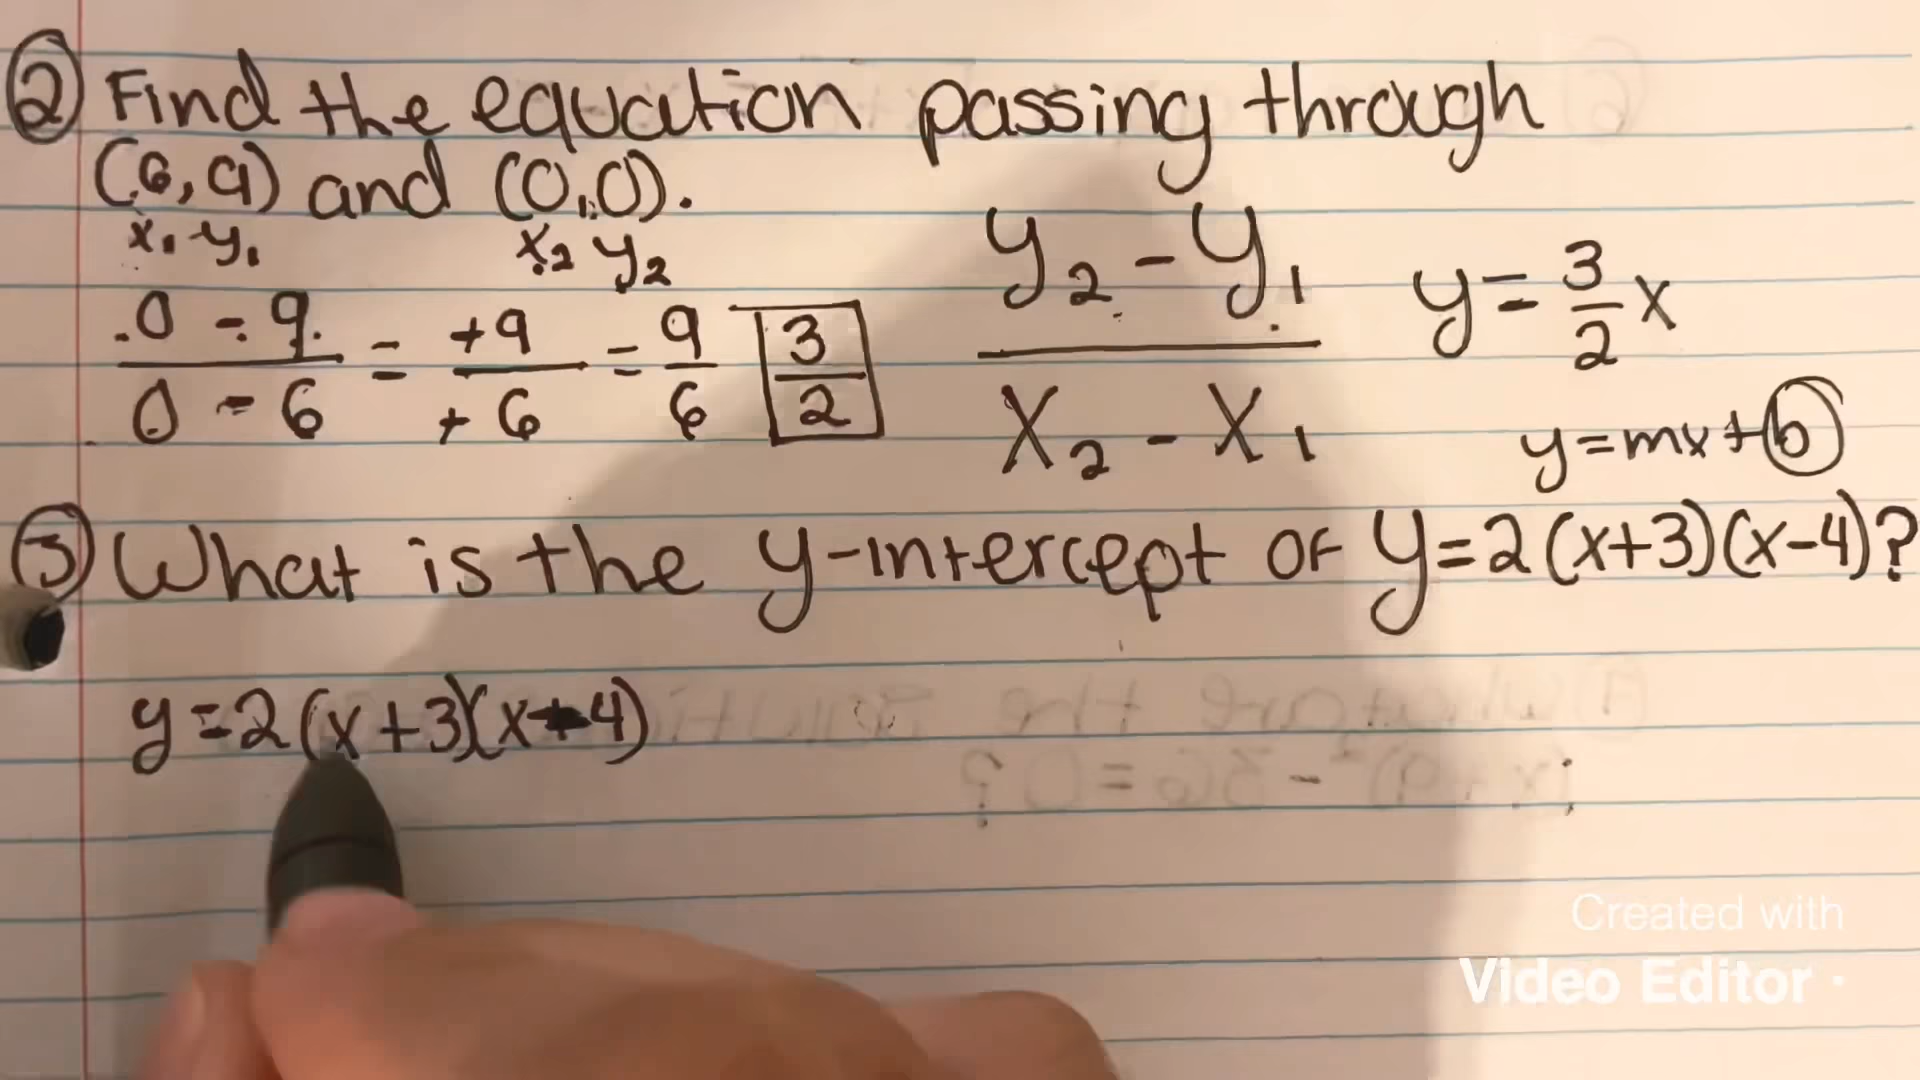 ② Find the equation passing through
(6,9) and (0,0).
x₁ y₁ x₂ y₂
0 - 9 / 0 - 6 = +9 / +6 = 9/6 3/2
y₂ - y₁ / x₂ - x₁
y = 3/2 x
y = mx + b
③ What is the y-intercept of y=2(x+3)(x-4)?
y = 2(x+3)(x-4)
Created with
Video Editor